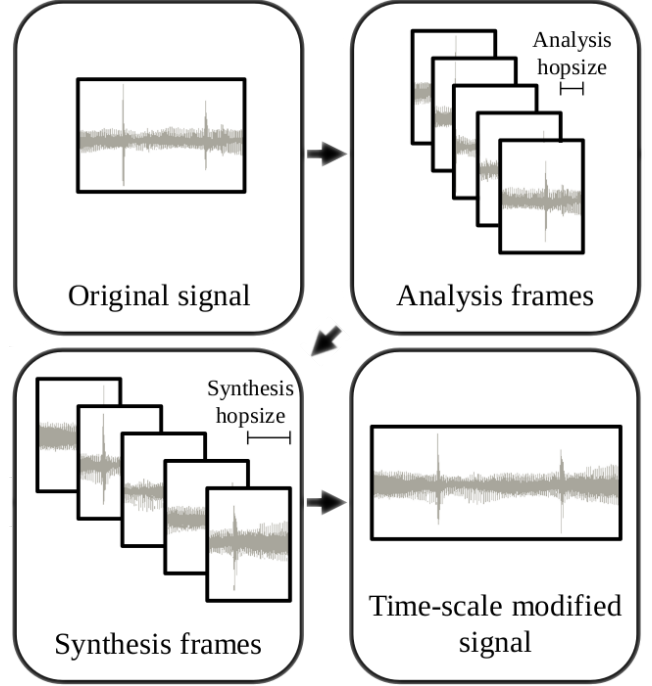 Original signal
Analysis
hopsize
Analysis frames
Synthesis
hopsize
Synthesis frames
Time-scale modified
signal